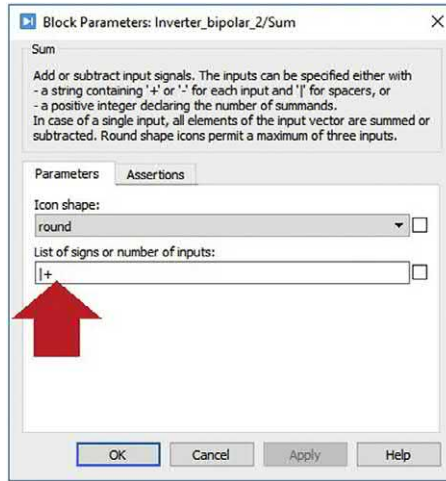 Block Parameters: Inverter_bipolar_2/Sum
Sum
Add or subtract input signals. The inputs can be specified either with
- a string containing '+' or '-' for each input and '|' for spacers, or
- a positive integer declaring the number of summands.
In case of a single input, all elements of the input vector are summed or
subtracted. Round shape icons permit a maximum of three inputs.
Parameters Assertions
Icon shape:
round
List of signs or number of inputs:
|+
OK Cancel Apply Help